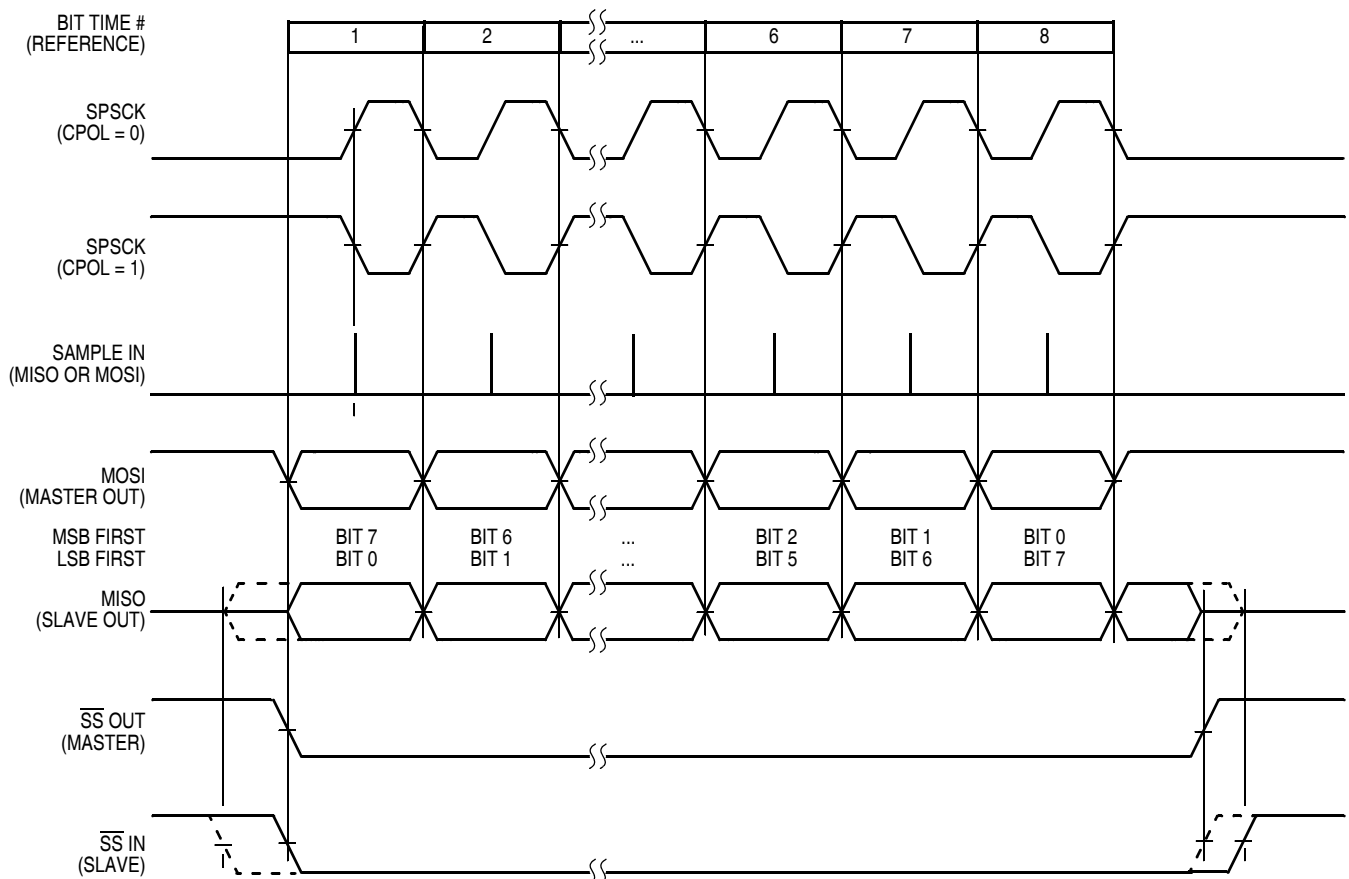 BIT TIME #
(REFERENCE)
1 2 ... 6 7 8
SPSCK
(CPOL = 0)
SPSCK
(CPOL = 1)
SAMPLE IN
(MISO OR MOSI)
MOSI
(MASTER OUT)
MSB FIRST BIT 7 BIT 6 ... BIT 2 BIT 1 BIT 0
LSB FIRST BIT 0 BIT 1 ... BIT 5 BIT 6 BIT 7
MISO
(SLAVE OUT)
S̅S̅ OUT
(MASTER)
S̅S̅ IN
(SLAVE)